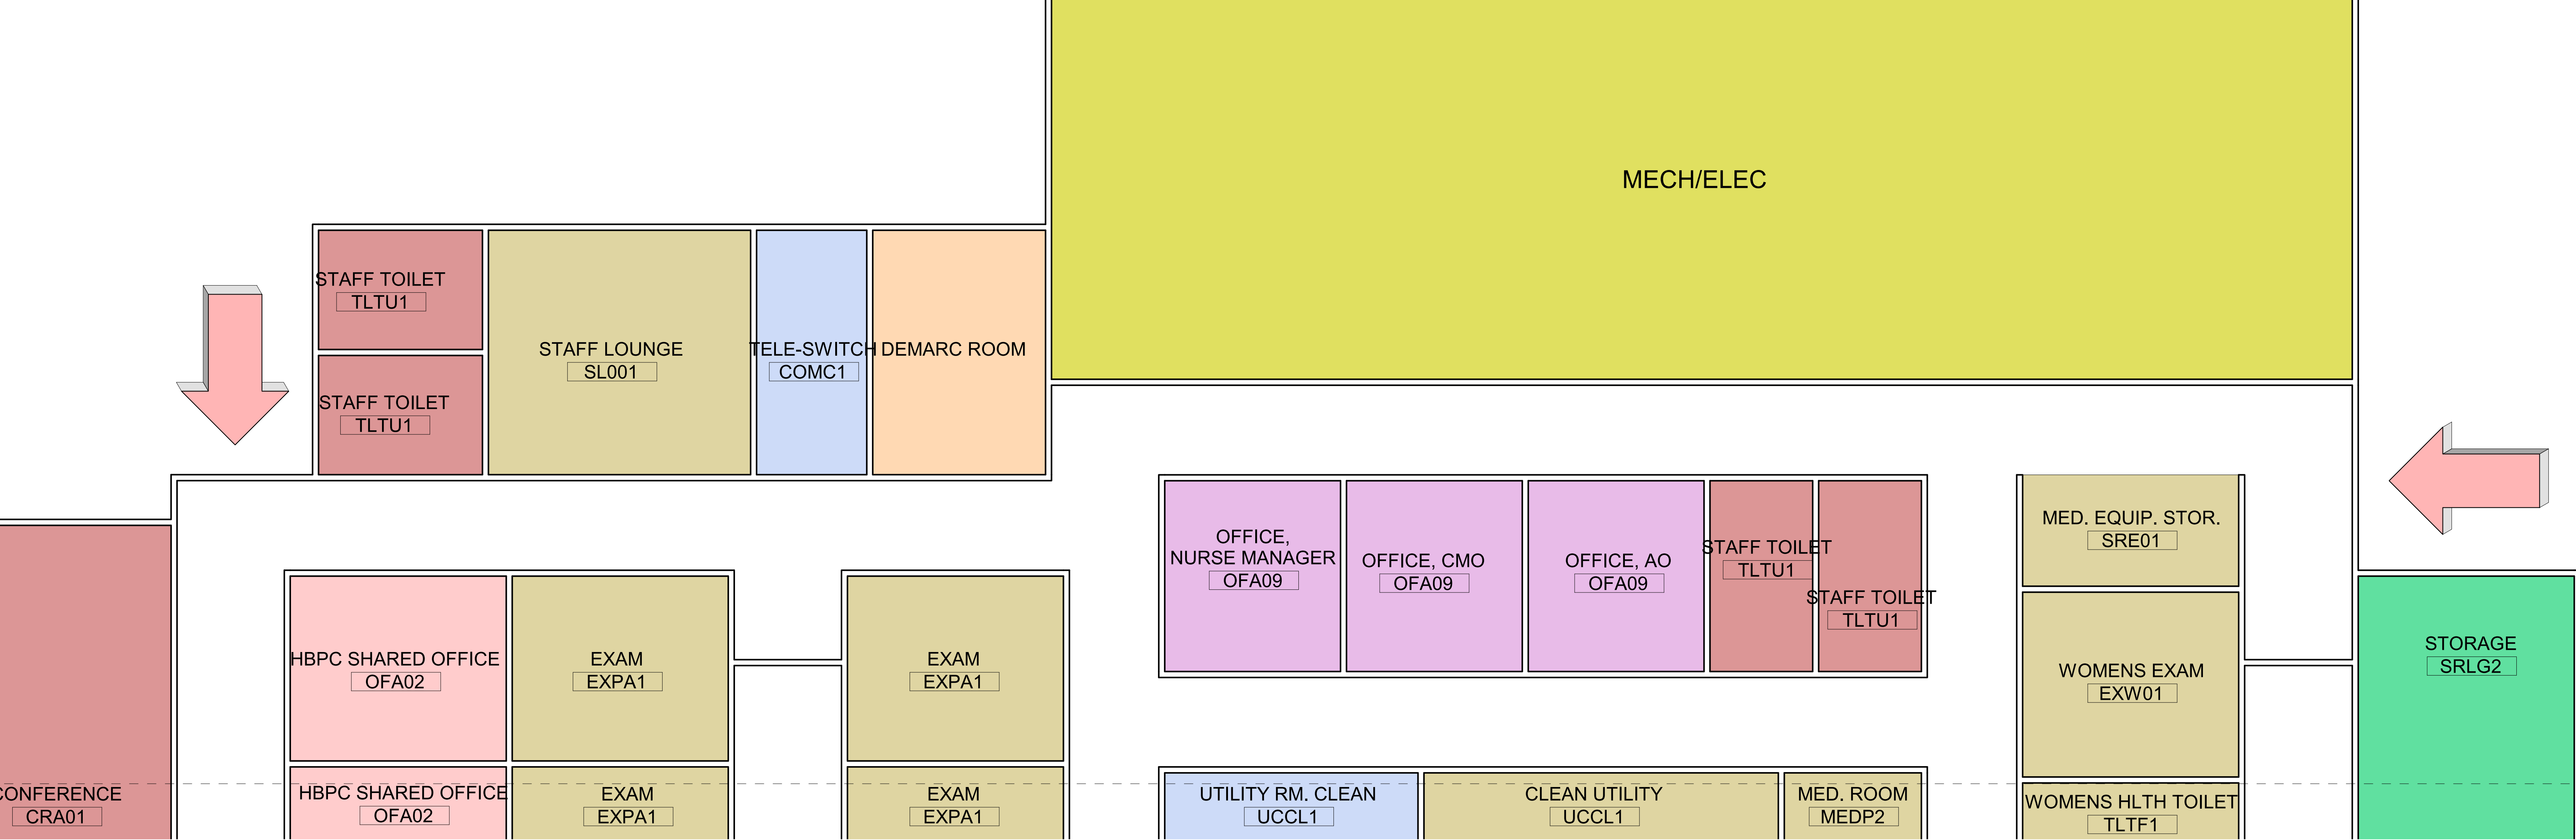 MECH/ELEC
STAFF TOILET
TLTU1
STAFF LOUNGE
SL001
TELE-SWITCH
COMC1
DEMARC ROOM
STAFF TOILET
TLTU1
OFFICE,
NURSE MANAGER
OFA09
OFFICE, CMO
OFA09
OFFICE, AO
OFA09
STAFF TOILET
TLTU1
STAFF TOILET
TLTU1
MED. EQUIP. STOR.
SRE01
HBPC SHARED OFFICE
OFA02
EXAM
EXPA1
EXAM
EXPA1
WOMENS EXAM
EXW01
STORAGE
SRLG2
CONFERENCE
CRA01
HBPC SHARED OFFICE
OFA02
EXAM
EXPA1
EXAM
EXPA1
UTILITY RM. CLEAN
UCCL1
CLEAN UTILITY
UCCL1
MED. ROOM
MEDP2
WOMENS HLTH TOILET
TLTF1